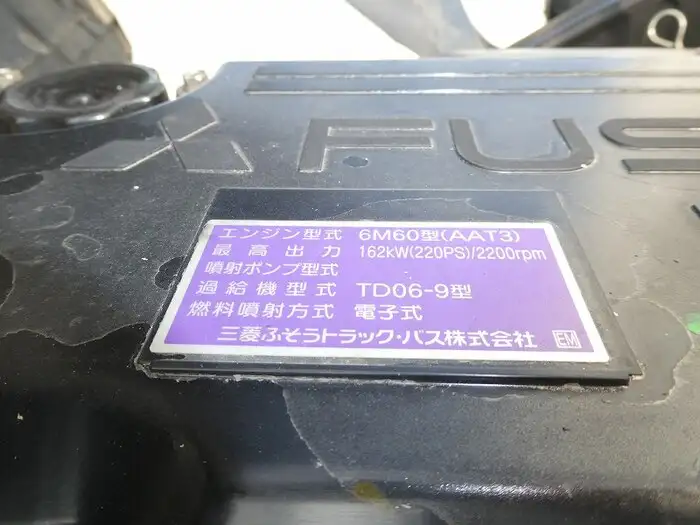 FUS
エンジン型式 6M60型(AAT3)
最高出力 162kW(220PS)/2200rpm
噴射ポンプ型式
過給機型式 TD06-9型
燃料噴射方式 電子式
三菱ふそうトラック・バス株式会社 EM